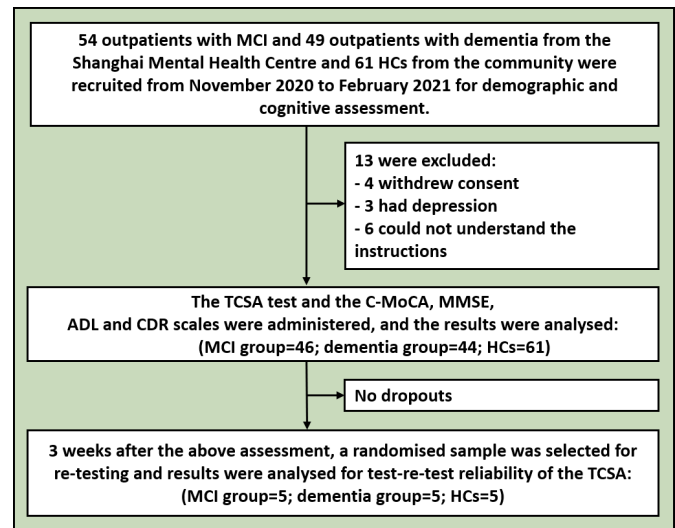 54 outpatients with MCI and 49 outpatients with dementia from the
Shanghai Mental Health Centre and 61 HCs from the community were
recruited from November 2020 to February 2021 for demographic and
cognitive assessment.
13 were excluded:
- 4 withdrew consent
- 3 had depression
- 6 could not understand the
instructions
The TCSA test and the C-MoCA, MMSE,
ADL and CDR scales were administered, and the results were analysed:
(MCI group=46; dementia group=44; HCs=61)
No dropouts
3 weeks after the above assessment, a randomised sample was selected for
re-testing and results were analysed for test-re-test reliability of the TCSA:
(MCI group=5; dementia group=5; HCs=5)